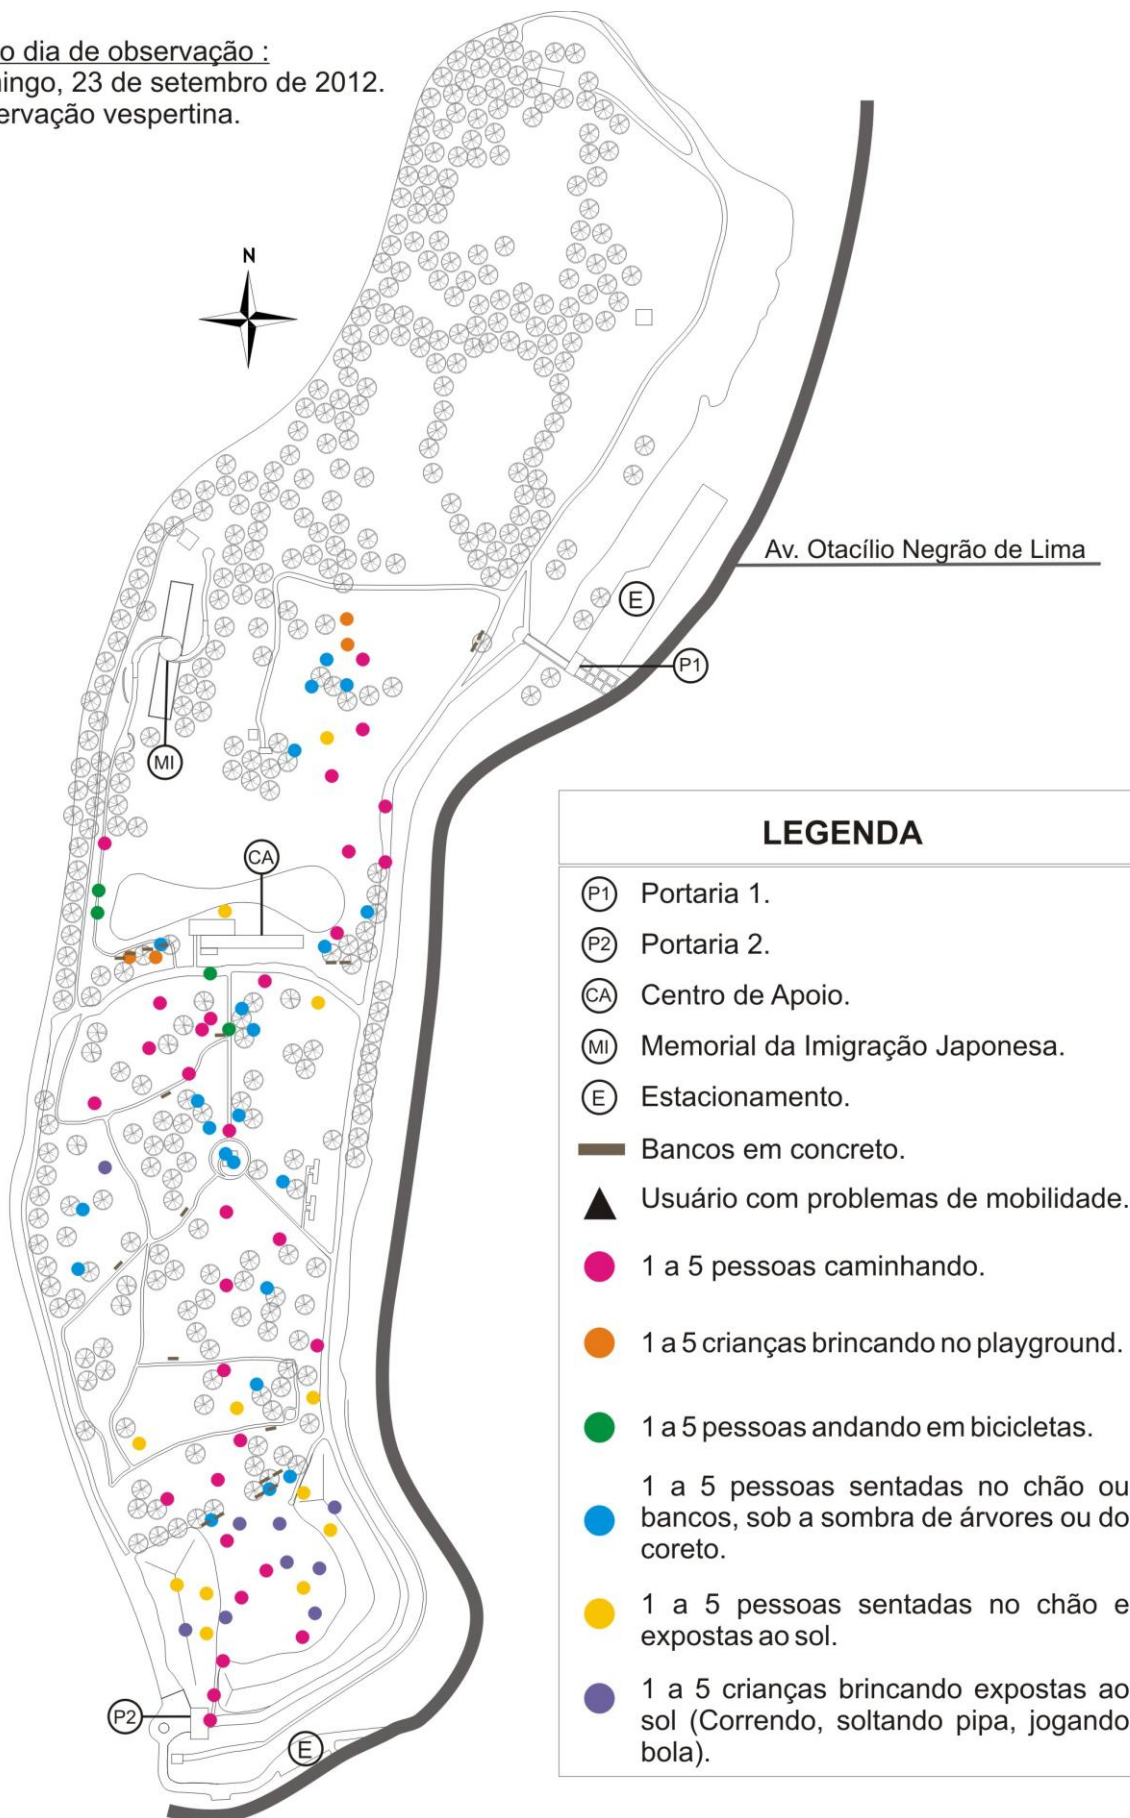 o dia de observação :
ingo, 23 de setembro de 2012.
ervação vespertina.
N
Av. Otacílio Negrão de Lima
E
P1
MI
CA
LEGENDA
P1 Portaria 1.
P2 Portaria 2.
CA Centro de Apoio.
MI Memorial da Imigração Japonesa.
E Estacionamento.
Bancos em concreto.
Usuário com problemas de mobilidade.
1 a 5 pessoas caminhando.
1 a 5 crianças brincando no playground.
1 a 5 pessoas andando em bicicletas.
1 a 5 pessoas sentadas no chão ou
bancos, sob a sombra de árvores ou do
coreto.
1 a 5 pessoas sentadas no chão e
expostas ao sol.
1 a 5 crianças brincando expostas ao
sol (Correndo, soltando pipa, jogando
bola).
P2
E